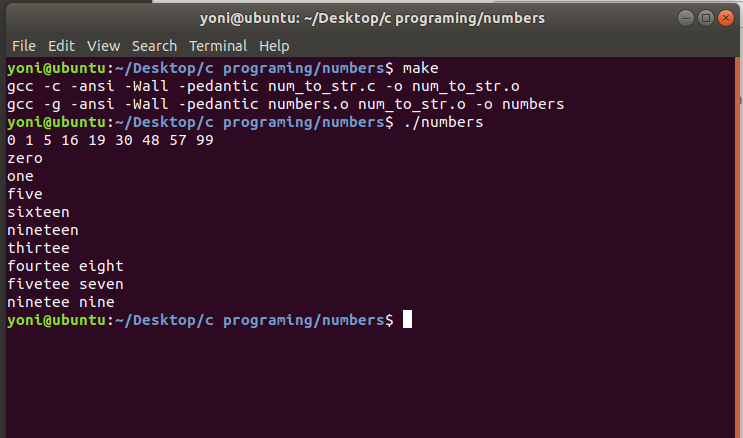 yoni@ubuntu: ~/Desktop/c programing/numbers
File Edit View Search Terminal Help
yoni@ubuntu:~/Desktop/c programing/numbers$ make
gcc -c -ansi -Wall -pedantic num_to_str.c -o num_to_str.o
gcc -g -ansi -Wall -pedantic numbers.o num_to_str.o -o numbers
yoni@ubuntu:~/Desktop/c programing/numbers$ ./numbers
0 1 5 16 19 30 48 57 99
zero
one
five
sixteen
nineteen
thirtee
fourtee eight
fivetee seven
ninetee nine
yoni@ubuntu:~/Desktop/c programing/numbers$